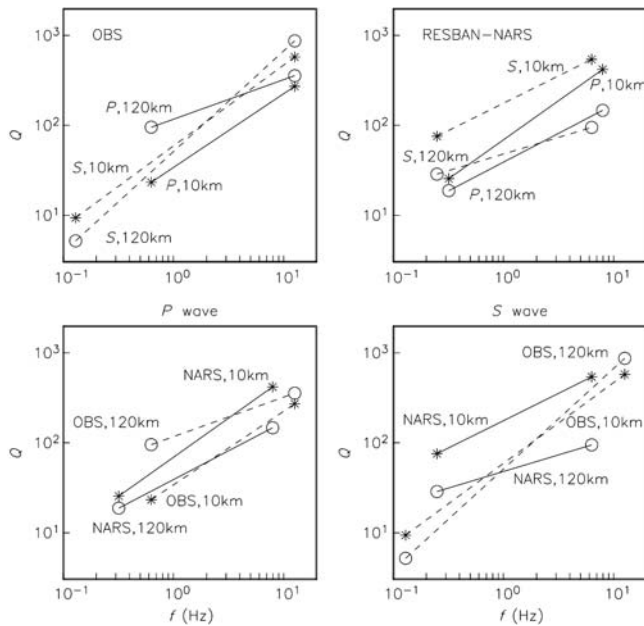 OBS
10³
10²
10¹
Q
P,120km
S,10km
P,10km
S,120km
10⁻¹
10⁰
10¹
RESBAN–NARS
10³
10²
10¹
Q
S,10km
P,10km
S,120km
P,120km
10⁻¹
10⁰
10¹
P wave
10³
10²
10¹
Q
NARS,10km
OBS,120km
OBS,10km
NARS,120km
10⁻¹
10⁰
10¹
f (Hz)
S wave
10³
10²
10¹
Q
OBS,120km
NARS,10km
OBS,10km
NARS,120km
10⁻¹
10⁰
10¹
f (Hz)